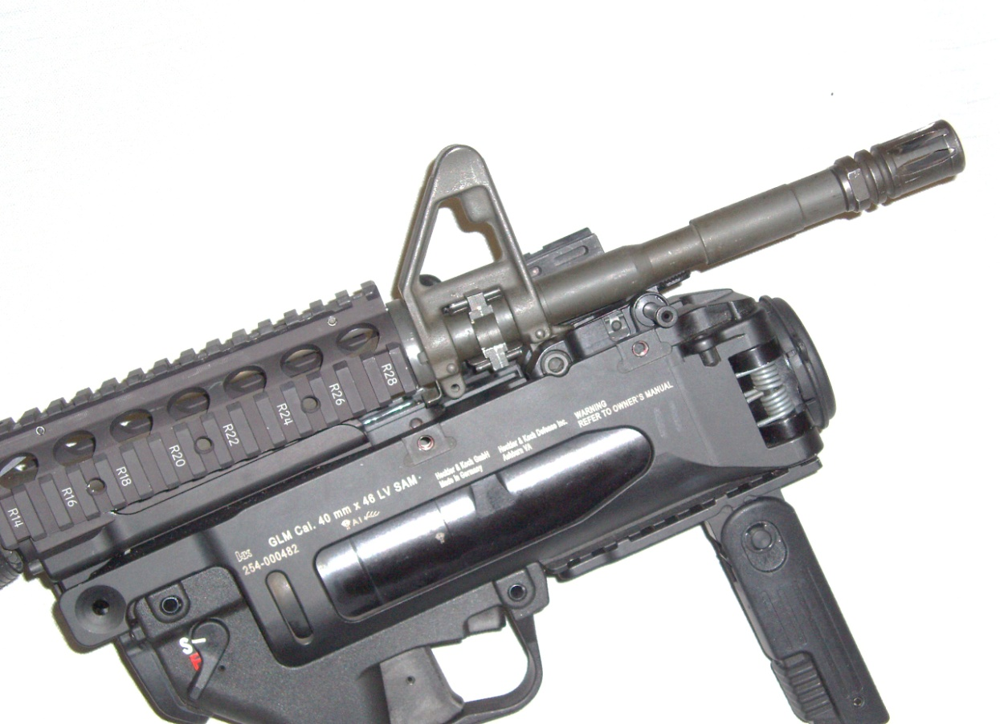 R14
R16
R18
R20
R22
R24
R26
R28
GLM Cal. 40 mm x 46 LV SAM
254-000482
A1
Heckler & Koch GmbH
Made in Germany
Heckler & Koch Defense Inc.
Ashburn VA
WARNING
REFER TO OWNER'S MANUAL
S